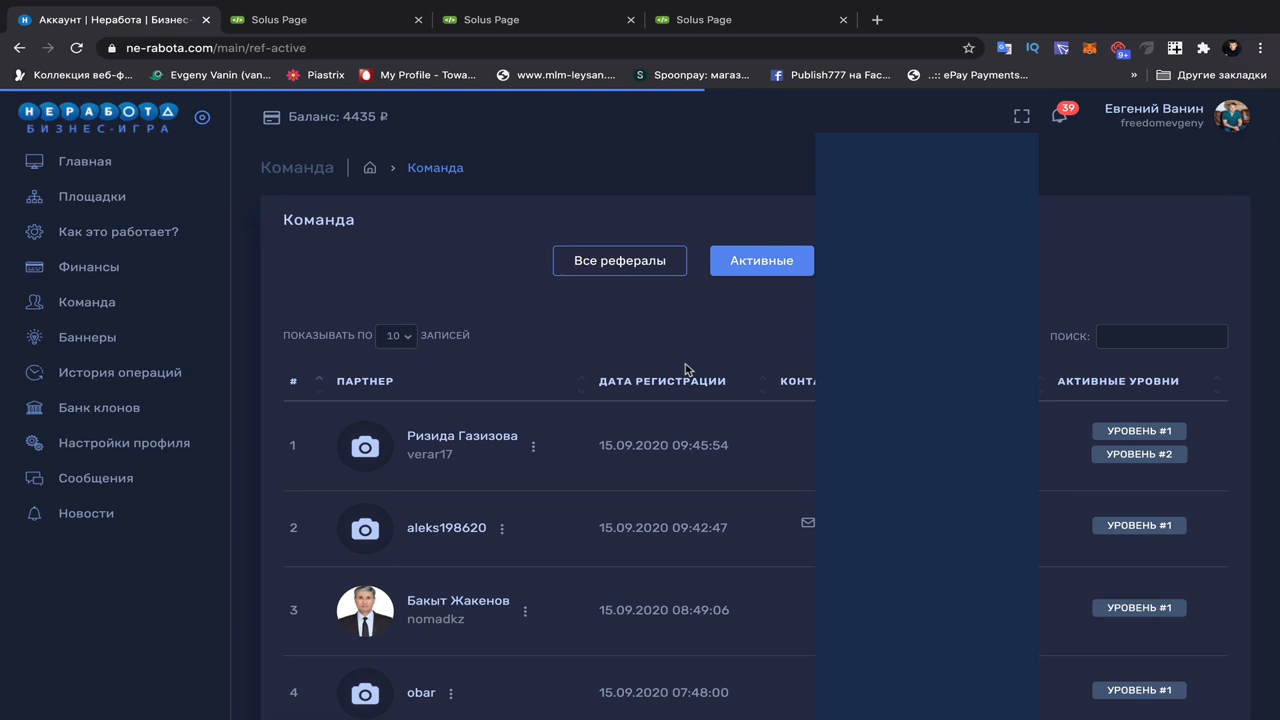 Аккаунт | Неработа | Бизнес-
Solus Page
Solus Page
Solus Page
ne-rabota.com/main/ref-active
9+
Коллекция веб-ф...
Evgeny Vanin (van...
Piastrix
My Profile - Towa...
www.mlm-leysan...
Spoonpay: магаз...
Publish777 на Fac...
..:: ePay Payments...
»
Другие закладки
НЕРАБОТА
БИЗНЕС-ИГРА
Баланс: 4435 ₽
39
Евгений Ванин
freedomevgeny
Главная
Площадки
Как это работает?
Финансы
Команда
Баннеры
История операций
Банк клонов
Настройки профиля
Сообщения
Новости
Команда
Команда
Команда
Все рефералы
Активные
ПОКАЗЫВАТЬ ПО 10 ЗАПИСЕЙ
ПОИСК:
# ПАРТНЕР ДАТА РЕГИСТРАЦИИ КОНТА АКТИВНЫЕ УРОВНИ
1 Ризида Газизова 15.09.2020 09:45:54 УРОВЕНЬ #1
verar17 УРОВЕНЬ #2
2 aleks198620 15.09.2020 09:42:47 УРОВЕНЬ #1
3 Бакыт Жакенов 15.09.2020 08:49:06 УРОВЕНЬ #1
nomadkz
4 obar 15.09.2020 07:48:00 УРОВЕНЬ #1